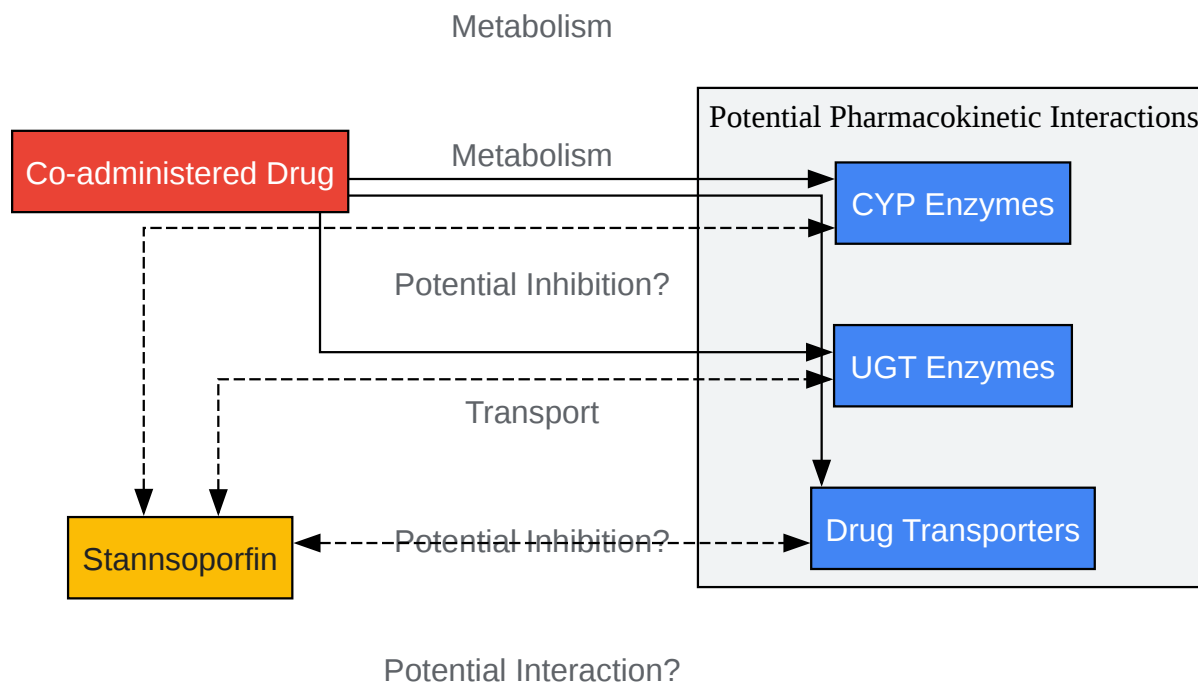 Metabolism
Potential Pharmacokinetic Interactions
Co-administered Drug
Metabolism
CYP Enzymes
Potential Inhibition?
UGT Enzymes
Transport
Drug Transporters
Potential Inhibition?
Stannsoporfin
Potential Interaction?